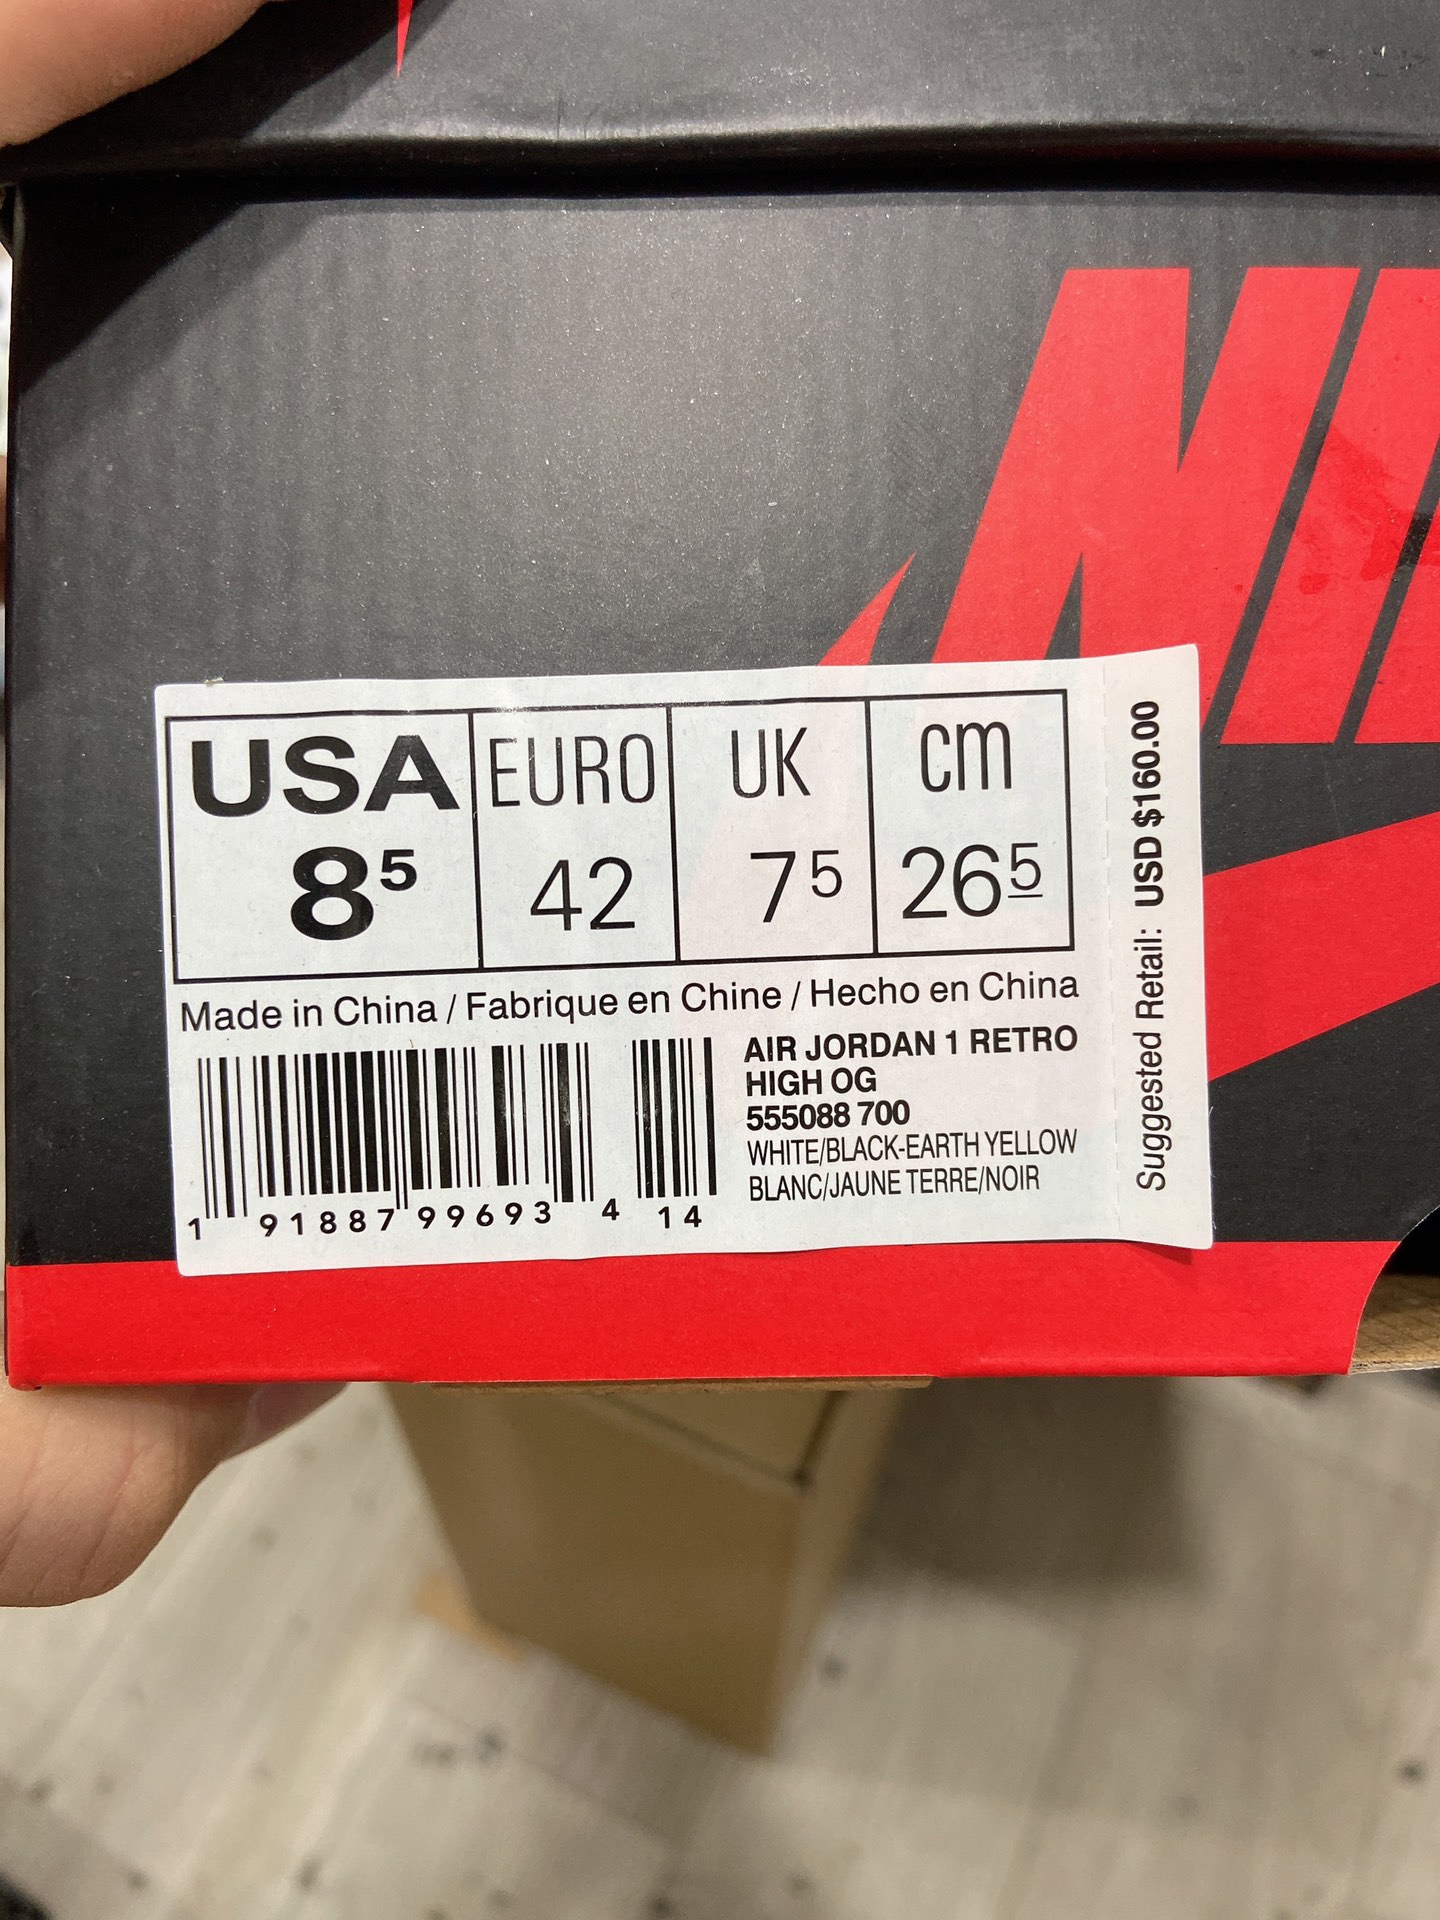 USA EURO UK cm
8⁵ 42 7⁵ 26⁵
Made in China / Fabrique en Chine / Hecho en China
AIR JORDAN 1 RETRO
HIGH OG
555088 700
WHITE/BLACK-EARTH YELLOW
BLANC/JAUNE TERRE/NOIR
1 91887 99693 4 14
Suggested Retail: USD $160.00